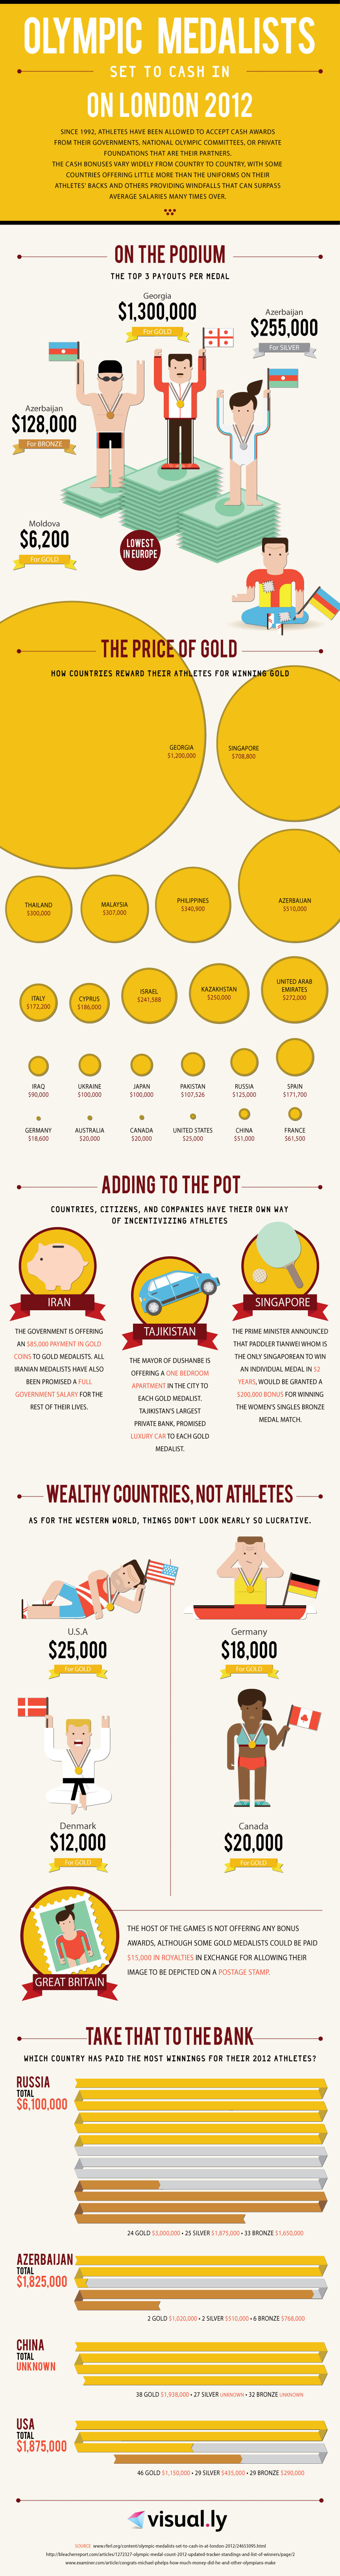 OLYMPIC MEDALISTS
SET TO CASH IN
ON LONDON 2012
SINCE 1992, ATHLETES HAVE BEEN ALLOWED TO ACCEPT CASH AWARDS
FROM THEIR GOVERNMENTS, NATIONAL OLYMPIC COMMITTEES, OR PRIVATE
FOUNDATIONS THAT ARE THEIR PARTNERS.
THE CASH BONUSES VARY WIDELY FROM COUNTRY TO COUNTRY, WITH SOME
COUNTRIES OFFERING LITTLE MORE THAN THE UNIFORMS ON THEIR
ATHLETES' BACKS AND OTHERS PROVIDING WINDFALLS THAT CAN SURPASS
AVERAGE SALARIES MANY TIMES OVER.
ON THE PODIUM
THE TOP 3 PAYOUTS PER MEDAL
Georgia
$1,300,000
For GOLD
Azerbaijan
$255,000
For SILVER
Azerbaijan
$128,000
For BRONZE
Moldova
$6,200
For GOLD
LOWEST
IN EUROPE
THE PRICE OF GOLD
HOW COUNTRIES REWARD THEIR ATHLETES FOR WINNING GOLD
GEORGIA
$1,200,000
SINGAPORE
$708,800
THAILAND
$300,000
MALAYSIA
$307,000
PHILIPPINES
$340,900
AZERBAIJAN
$510,000
ITALY
$172,200
CYPRUS
$186,000
ISRAEL
$241,588
KAZAKHSTAN
$250,000
UNITED ARAB
EMIRATES
$272,000
IRAQ
$90,000
UKRAINE
$100,000
JAPAN
$100,000
PAKISTAN
$107,526
RUSSIA
$125,000
SPAIN
$171,700
GERMANY
$18,600
AUSTRALIA
$20,000
CANADA
$20,000
UNITED STATES
$25,000
CHINA
$51,000
FRANCE
$61,500
ADDING TO THE POT
COUNTRIES, CITIZENS, AND COMPANIES HAVE THEIR OWN WAY
OF INCENTIVIZING ATHLETES
IRAN
THE GOVERNMENT IS OFFERING
AN $85,000 PAYMENT IN GOLD
COINS TO GOLD MEDALISTS. ALL
IRANIAN MEDALISTS HAVE ALSO
BEEN PROMISED A FULL
GOVERNMENT SALARY FOR THE
REST OF THEIR LIVES.
TAJIKISTAN
THE MAYOR OF DUSHANBE IS
OFFERING A ONE BEDROOM
APARTMENT IN THE CITY TO
EACH GOLD MEDALIST.
TAJIKISTAN'S LARGEST
PRIVATE BANK, PROMISED
LUXURY CAR TO EACH GOLD
MEDALIST.
SINGAPORE
THE PRIME MINISTER ANNOUNCED
THAT PADDLER TIANWEI WHOM IS
THE ONLY SINGAPOREAN TO WIN
AN INDIVIDUAL MEDAL IN 52
YEARS, WOULD BE GRANTED A
$200,000 BONUS FOR WINNING
THE WOMEN'S SINGLES BRONZE
MEDAL MATCH.
WEALTHY COUNTRIES, NOT ATHLETES
AS FOR THE WESTERN WORLD, THINGS DON'T LOOK NEARLY SO LUCRATIVE.
U.S.A
$25,000
For GOLD
Germany
$18,000
For GOLD
Denmark
$12,000
For GOLD
Canada
$20,000
For GOLD
GREAT BRITAIN
THE HOST OF THE GAMES IS NOT OFFERING ANY BONUS
AWARDS, ALTHOUGH SOME GOLD MEDALISTS COULD BE PAID
$15,000 IN ROYALTIES IN EXCHANGE FOR ALLOWING THEIR
IMAGE TO BE DEPICTED ON A POSTAGE STAMP.
TAKE THAT TO THE BANK
WHICH COUNTRY HAS PAID THE MOST WINNINGS FOR THEIR 2012 ATHLETES?
RUSSIA
TOTAL
$6,100,000
24 GOLD $3,000,000 • 25 SILVER $1,875,000 • 33 BRONZE $1,650,000
AZERBAIJAN
TOTAL
$1,825,000
2 GOLD $1,020,000 • 2 SILVER $510,000 • 6 BRONZE $768,000
CHINA
TOTAL
UNKNOWN
38 GOLD $1,938,000 • 27 SILVER UNKNOWN • 32 BRONZE UNKNOWN
USA
TOTAL
$1,875,000
46 GOLD $1,150,000 • 29 SILVER $435,000 • 29 BRONZE $290,000
visual.ly
SOURCE www.rferl.org/content/olympic-medalists-set-to-cash-in-at-london-2012/24653095.html
http://bleacherreport.com/articles/1272327-olympic-medal-count-2012-updated-tracker-standings-and-list-of-winners/page/2
www.examiner.com/article/congrats-michael-phelps-how-much-money-did-he-and-other-olympians-make